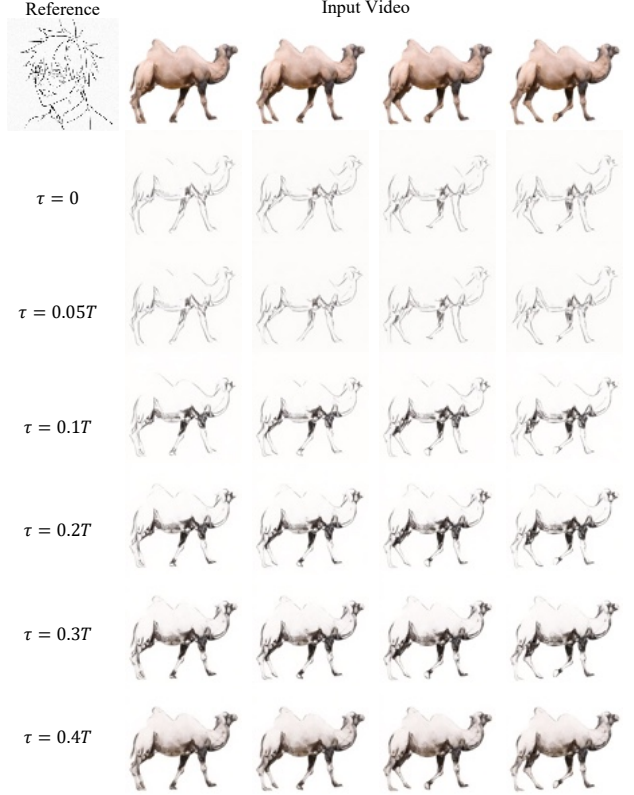 Reference
Input Video
τ = 0
τ = 0.05T
τ = 0.1T
τ = 0.2T
τ = 0.3T
τ = 0.4T